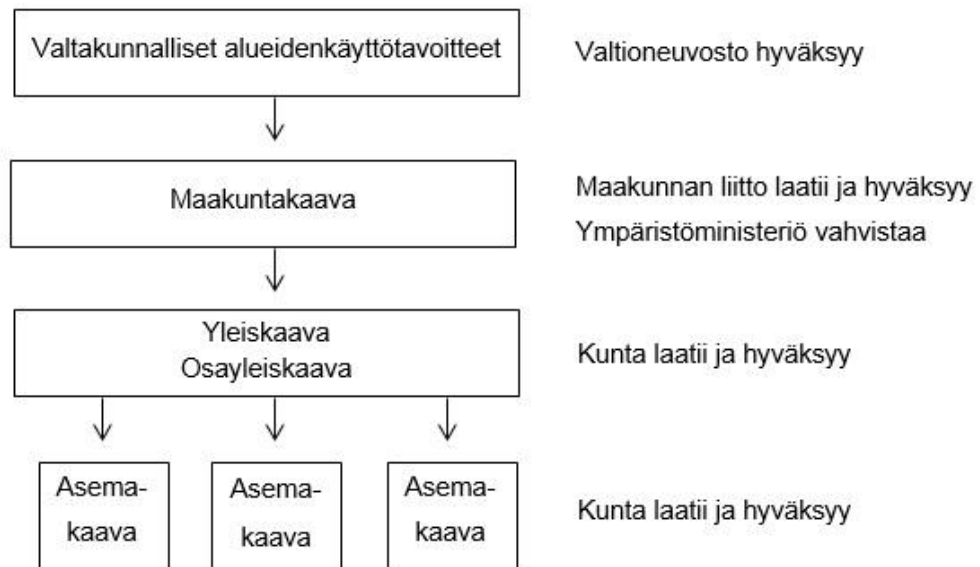 Valtakunnalliset alueidenkäyttötavoitteet
Valtioneuvosto hyväksyy
Maakuntakaava
Maakunnan liitto laatii ja hyväksyy
Ympäristöministeriö vahvistaa
Yleiskaava
Osayleiskaava
Kunta laatii ja hyväksyy
Asema-
kaava
Asema-
kaava
Asema-
kaava
Kunta laatii ja hyväksyy